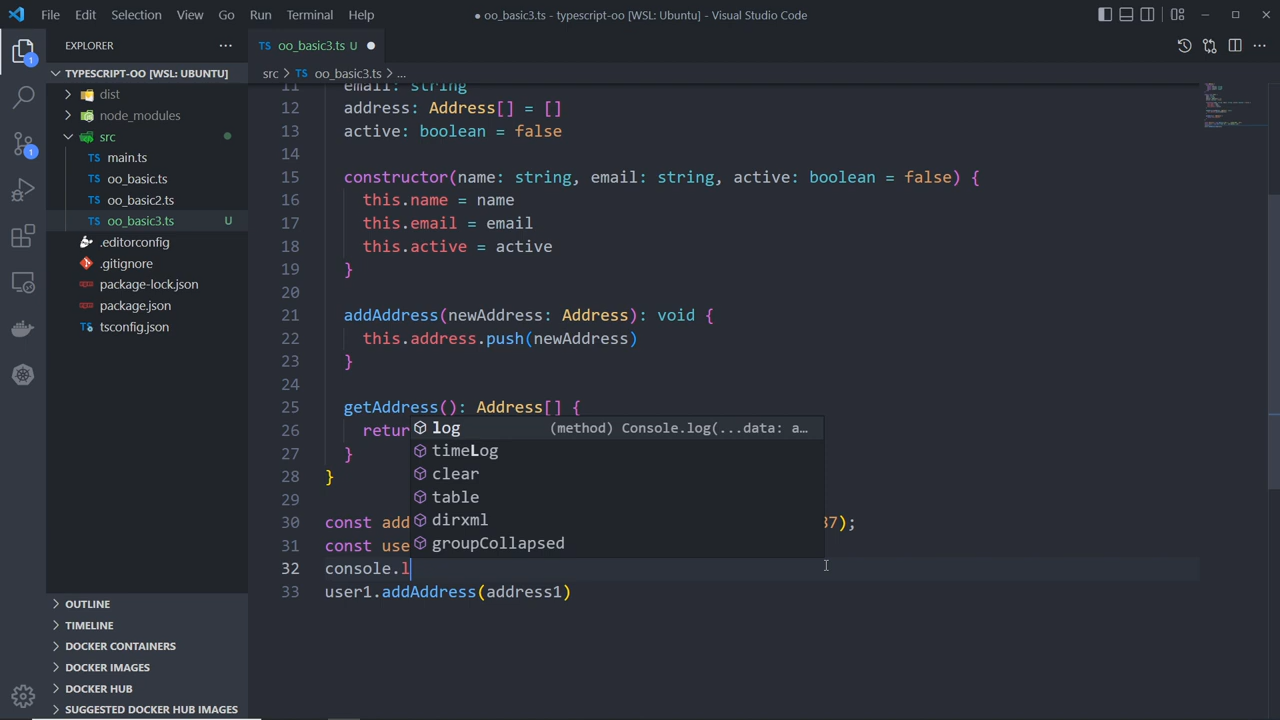 File Edit Selection View Go Run Terminal Help
● oo_basic3.ts - typescript-oo [WSL: Ubuntu] - Visual Studio Code
EXPLORER
TYPESCRIPT-OO [WSL: UBUNTU]
dist
node_modules
src
TS main.ts
TS oo_basic.ts
TS oo_basic2.ts
TS oo_basic3.ts U
.editorconfig
.gitignore
package-lock.json
package.json
TS tsconfig.json
OUTLINE
TIMELINE
DOCKER CONTAINERS
DOCKER IMAGES
DOCKER HUB
SUGGESTED DOCKER HUB IMAGES
1
1
TS oo_basic3.ts U
src > TS oo_basic3.ts > ...
11 email: string
12 address: Address[] = []
13 active: boolean = false
14
15 constructor(name: string, email: string, active: boolean = false) {
16 this.name = name
17 this.email = email
18 this.active = active
19 }
20
21 addAddress(newAddress: Address): void {
22 this.address.push(newAddress)
23 }
24
25 getAddress(): Address[] {
26 retur
27 }
28 }
29
30 const add 37);
31 const use
32 console.l
33 user1.addAddress(address1)
log (method) Console.log(...data: a...
timeLog
clear
table
dirxml
groupCollapsed